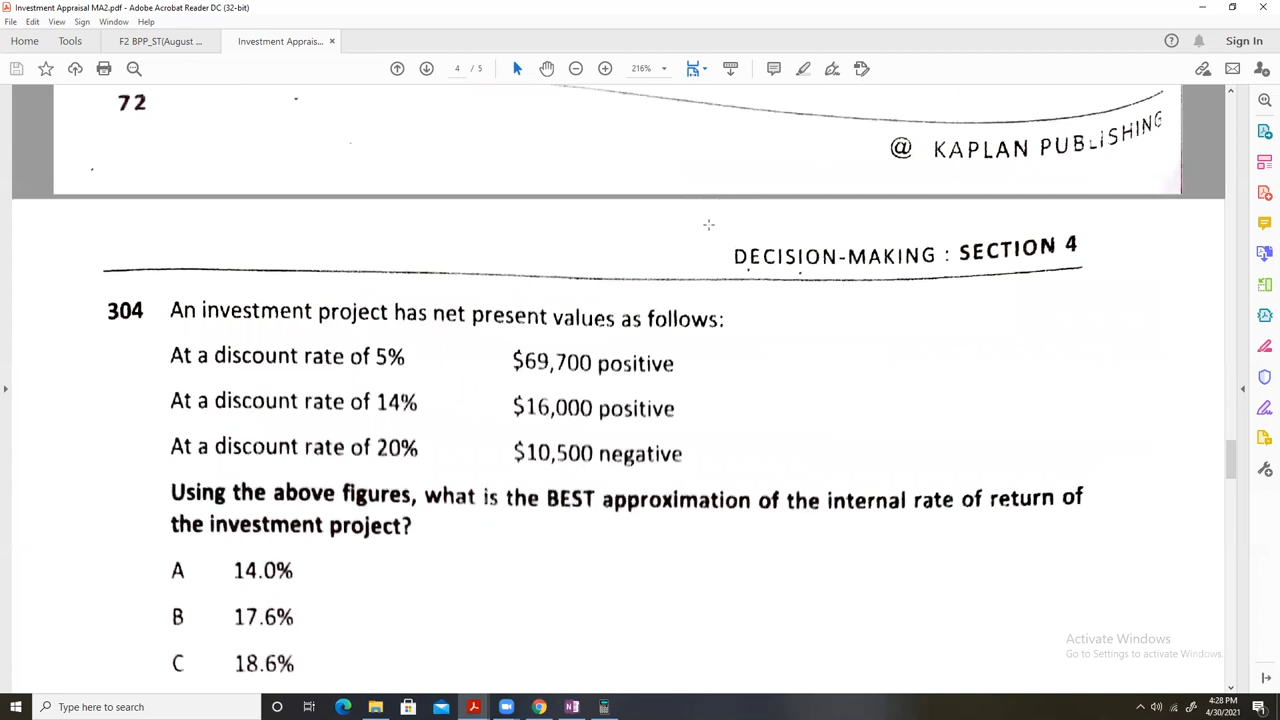 Investment Appraisal MA2.pdf - Adobe Acrobat Reader DC (32-bit)
File Edit View Sign Window Help
Home Tools F2 BPP_ST(August ... Investment Apprais... × Sign In
4 / 5 216%
72
@ KAPLAN PUBLISHING
DECISION-MAKING : SECTION 4
304 An investment project has net present values as follows:
At a discount rate of 5% $69,700 positive
At a discount rate of 14% $16,000 positive
At a discount rate of 20% $10,500 negative
Using the above figures, what is the BEST approximation of the internal rate of return of
the investment project?
A 14.0%
B 17.6%
C 18.6%
Activate Windows
Go to Settings to activate Windows.
Type here to search
4:28 PM
4/30/2021